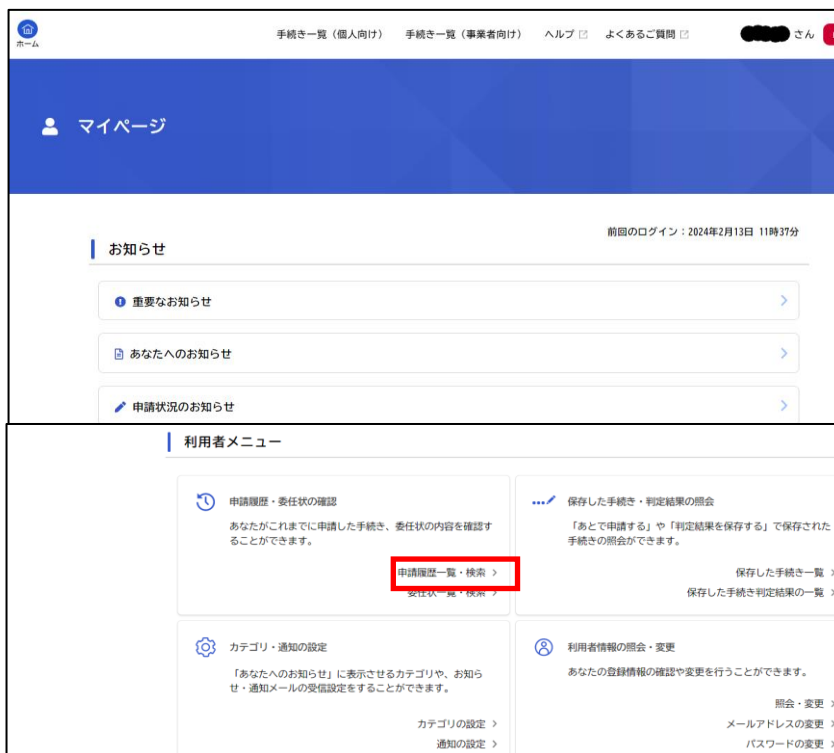 ホーム
手続き一覧（個人向け） 手続き一覧（事業者向け） ヘルプ よくあるご質問 さん
マイページ
前回のログイン：2024年2月13日 11時37分
お知らせ
重要なお知らせ
あなたへのお知らせ
申請状況のお知らせ
利用者メニュー
申請履歴・委任状の確認
あなたがこれまでに申請した手続き、委任状の内容を確認す
ることができます。
申請履歴一覧・検索
委任状一覧・検索
保存した手続き・判定結果の照会
「あとで申請する」や「判定結果を保存する」で保存された
手続きの照会ができます。
保存した手続き一覧
保存した手続き判定結果の一覧
カテゴリ・通知の設定
「あなたへのお知らせ」に表示させるカテゴリや、お知ら
せ・通知メールの受信設定をすることができます。
カテゴリの設定
通知の設定
利用者情報の照会・変更
あなたの登録情報の確認や変更を行うことができます。
照会・変更
メールアドレスの変更
パスワードの変更